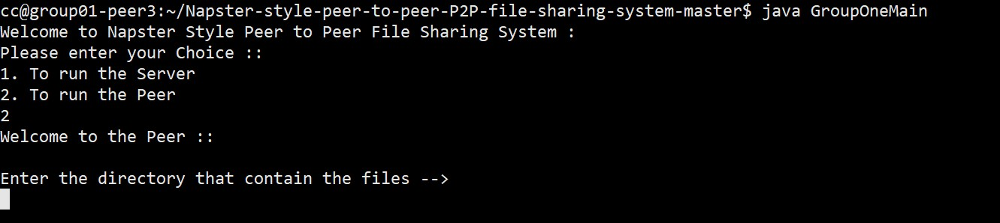 cc@group01-peer3:~/Napster-style-peer-to-peer-P2P-file-sharing-system-master$ java GroupOneMain
Welcome to Napster Style Peer to Peer File Sharing System :
Please enter your Choice ::
1. To run the Server
2. To run the Peer
2
Welcome to the Peer ::
Enter the directory that contain the files -->